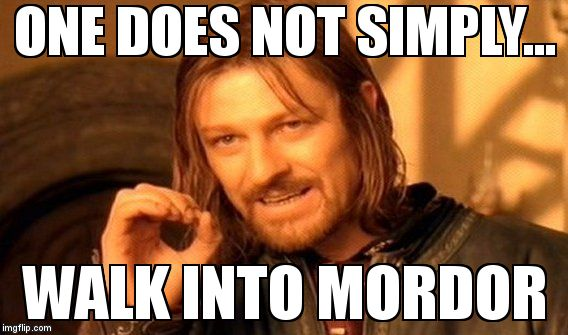 ONE DOES NOT SIMPLY...
WALK INTO MORDOR
imgflip.com